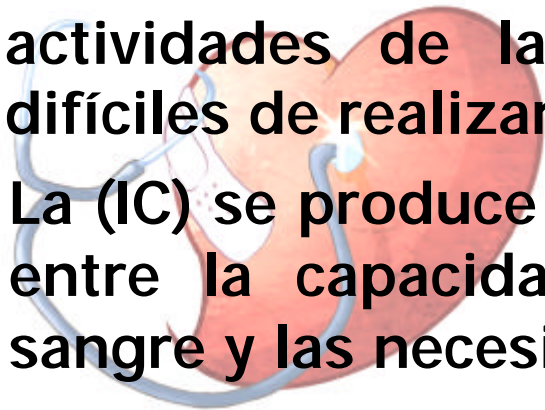 actividades de la
difíciles de realizar
La (IC) se produce
entre la capacida
sangre y las necesi